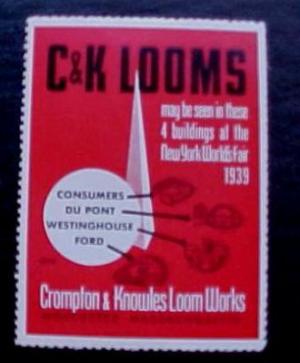 C&K LOOMS
may be seen in these
4 buildings at the
New York World's Fair
1939
CONSUMERS
DU PONT
WESTINGHOUSE
FORD
Crompton & Knowles Loom Works